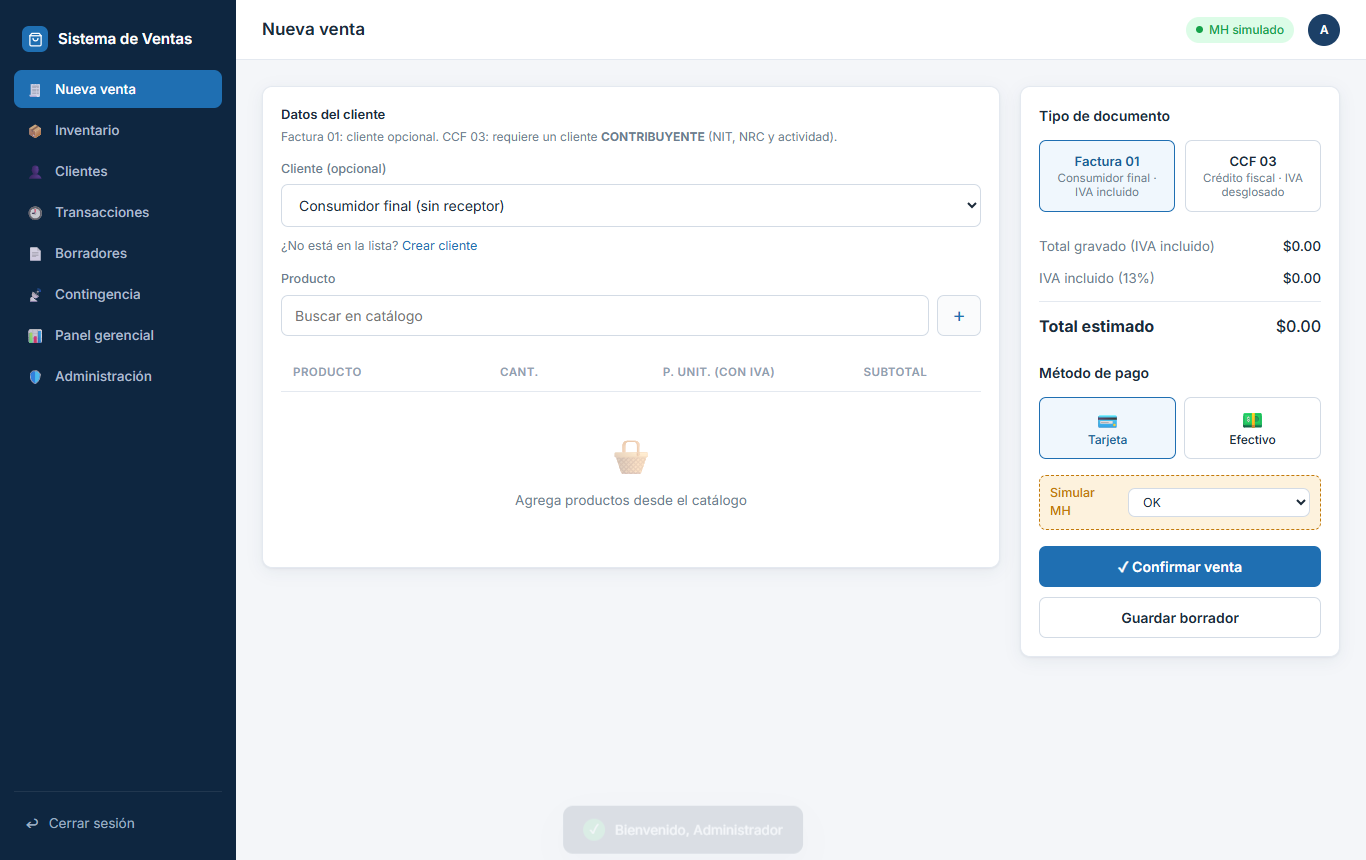 Sistema de Ventas
Nueva venta
Inventario
Clientes
Transacciones
Borradores
Contingencia
Panel gerencial
Administración
Cerrar sesión
Nueva venta
MH simulado
A
Datos del cliente
Factura 01: cliente opcional. CCF 03: requiere un cliente CONTRIBUYENTE (NIT, NRC y actividad).
Cliente (opcional)
Consumidor final (sin receptor)
¿No está en la lista? Crear cliente
Producto
Buscar en catálogo
+
PRODUCTO CANT. P. UNIT. (CON IVA) SUBTOTAL
Agrega productos desde el catálogo
Tipo de documento
Factura 01
Consumidor final ·
IVA incluido
CCF 03
Crédito fiscal · IVA
desglosado
Total gravado (IVA incluido) $0.00
IVA incluido (13%) $0.00
Total estimado $0.00
Método de pago
Tarjeta
Efectivo
Simular
MH
OK
✓ Confirmar venta
Guardar borrador
Bienvenido, Administrador